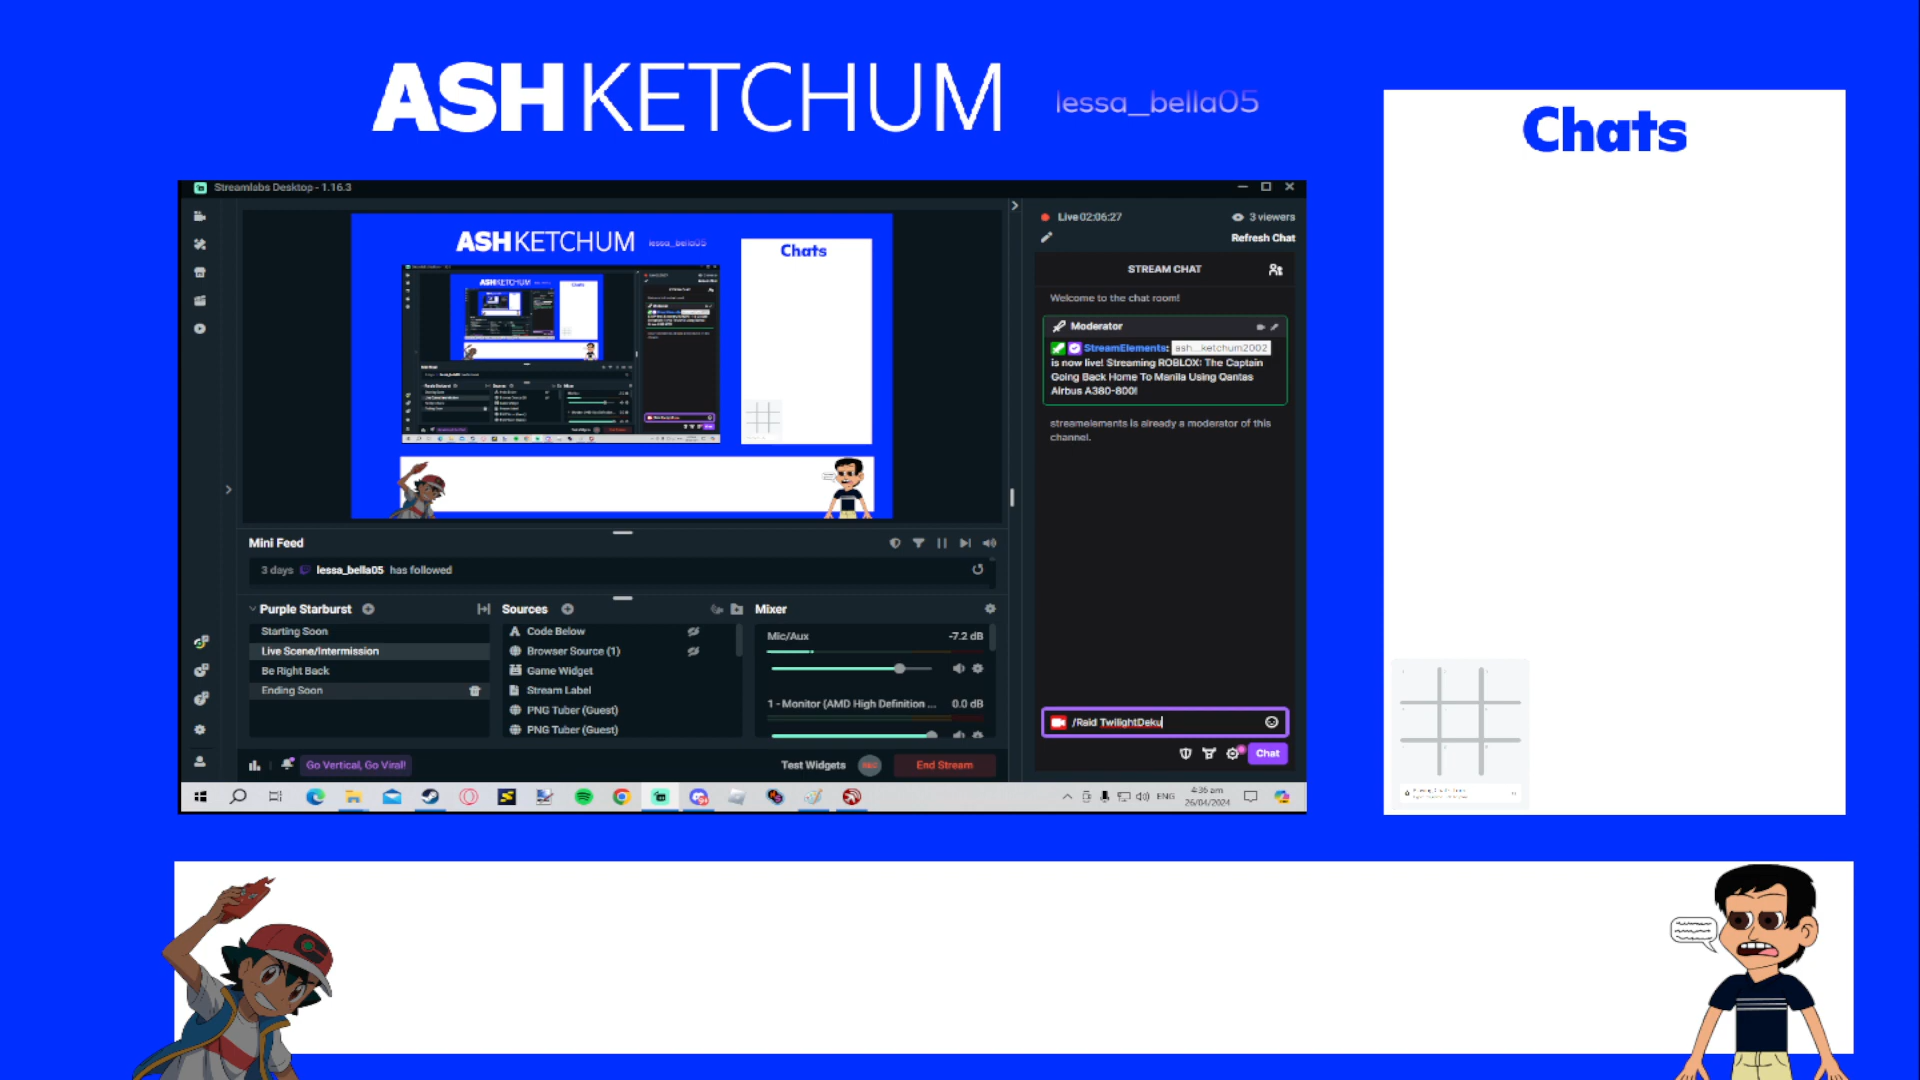 ASH KETCHUM
lessa_bella05
Chats
Streamlabs Desktop - 1.16.3
ASH KETCHUM
lessa_bella05
Chats
ASH KETCHUM
Chats
Live 02:06:27
3 viewers
Refresh Chat
STREAM CHAT
Welcome to the chat room!
Moderator
StreamElements: ash_ketchum2002
is now live! Streaming ROBLOX: The Captain
Going Back Home To Manila Using Qantas
Airbus A380-800!
streamelements is already a moderator of this
channel.
Mini Feed
3 days lessa_bella05 has followed
Purple Starburst
Starting Soon
Live Scene/Intermission
Be Right Back
Ending Soon
Sources
Code Below
Browser Source (1)
Game Widget
Stream Label
PNG Tuber (Guest)
PNG Tuber (Guest)
Mixer
Mic/Aux -7.2 dB
1 - Monitor (AMD High Definition ... 0.0 dB
/Raid TwilightDeku
Chat
Go Vertical, Go Viral!
Test Widgets
REC
End Stream
ENG
4:36 am
26/04/2024